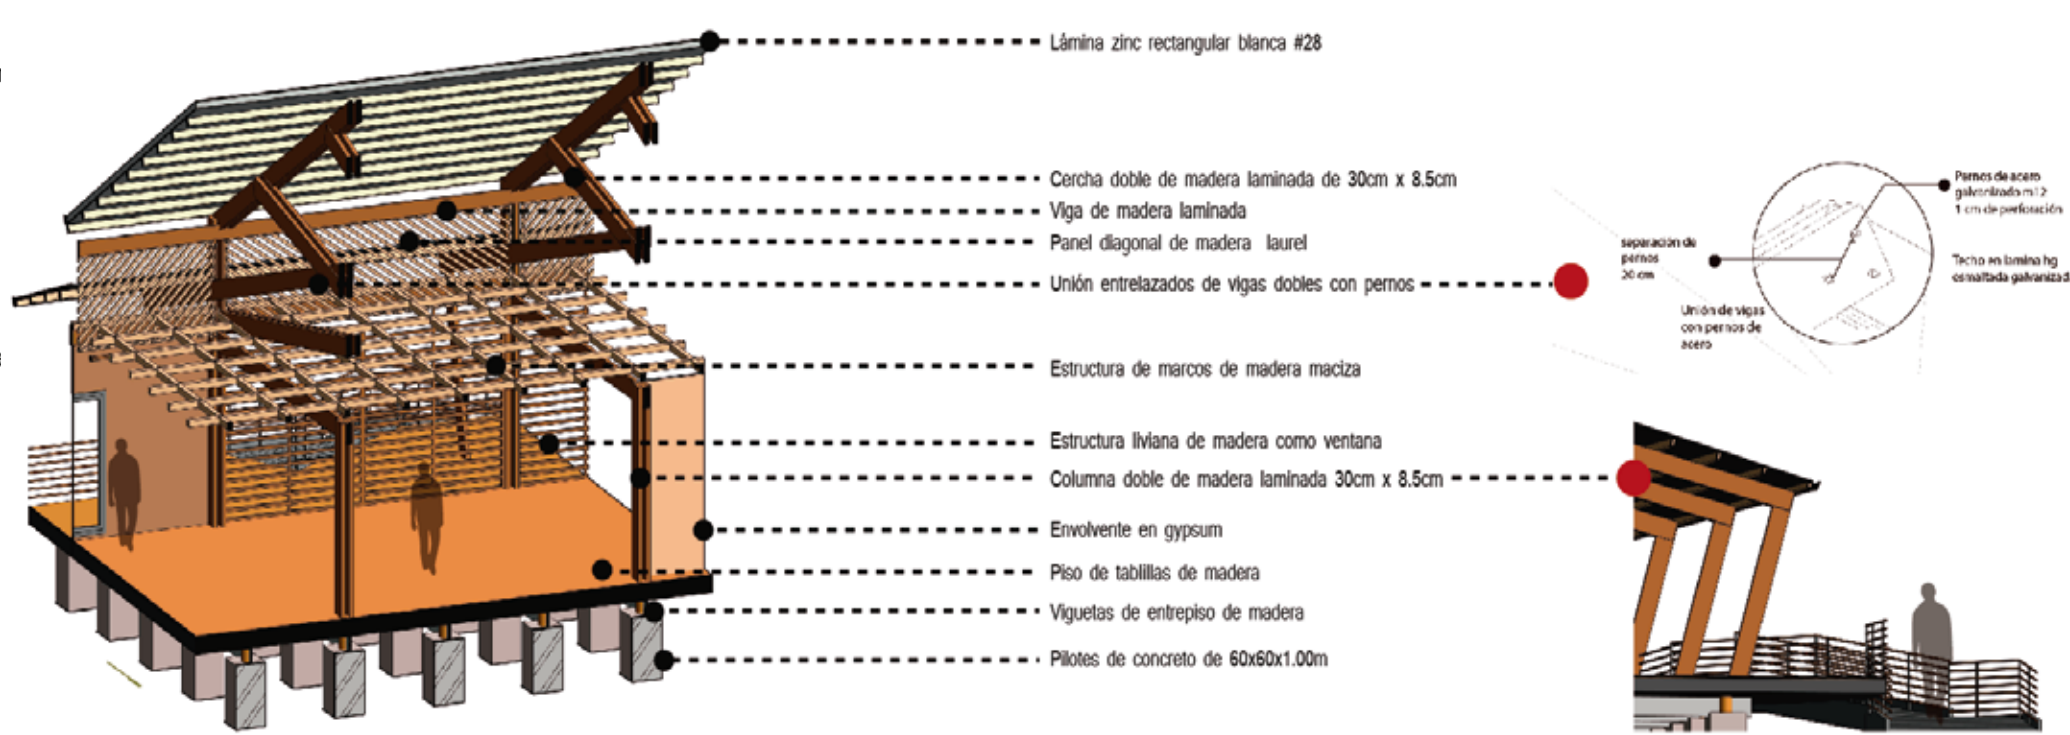 Lámina zinc rectangular blanca #28
Cercha doble de madera laminada de 30cm x 8.5cm
Viga de madera laminada
Panel diagonal de madera laurel
Unión entrelazados de vigas dobles con pernos
Estructura de marcos de madera maciza
Estructura liviana de madera como ventana
Columna doble de madera laminada 30cm x 8.5cm
Envolvente en gypsum
Piso de tablillas de madera
Viguetas de entrepiso de madera
Pilotes de concreto de 60x60x1.00m
separación de
pernos
20 cm
Unión de vigas
con pernos de
acero
Pernos de acero
galvanizado m12
1 cm de perforación
Techo en lamina hg
esmaltada galvanizad